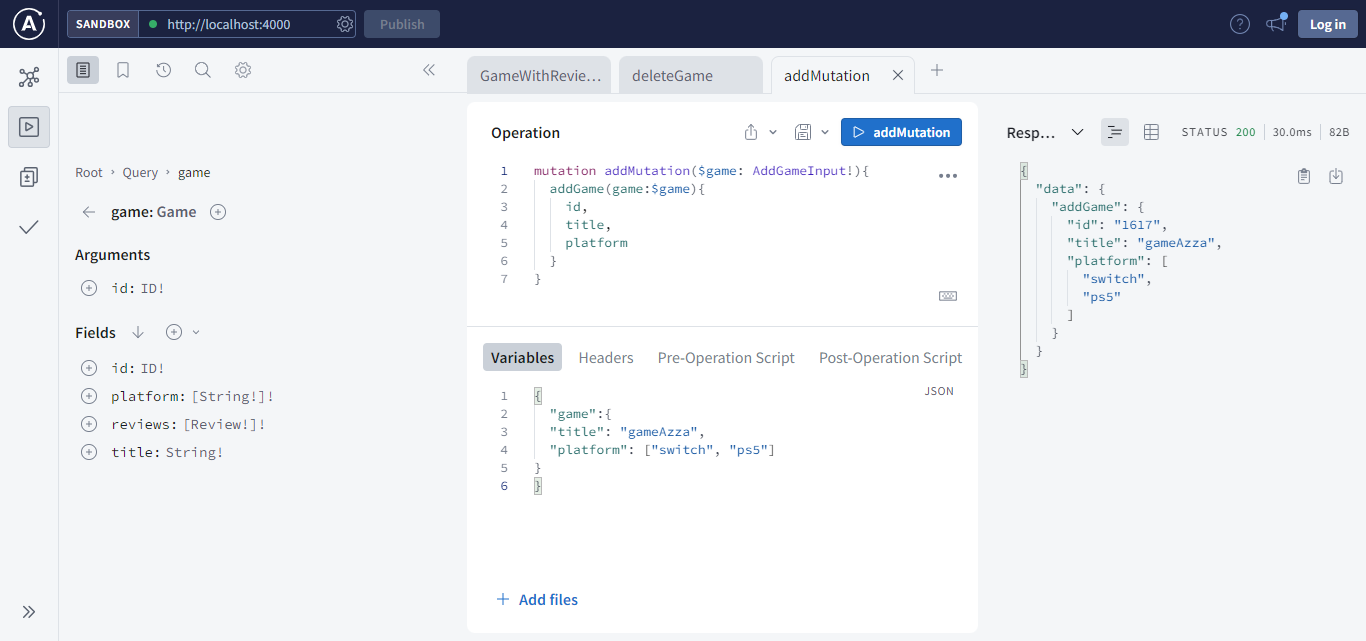 SANDBOX http://localhost:4000 Publish Log in
GameWithRevie... deleteGame addMutation
Root › Query › game
game: Game
Arguments
id: ID!
Fields
id: ID!
platform: [String!]!
reviews: [Review!]!
title: String!
Operation addMutation
1 mutation addMutation($game: AddGameInput!){
2 addGame(game:$game){
3 id,
4 title,
5 platform
6 }
7 }
Variables Headers Pre-Operation Script Post-Operation Script
JSON
1 {
2 "game":{
3 "title": "gameAzza",
4 "platform": ["switch", "ps5"]
5 }
6 }
+ Add files
Resp... STATUS 200 30.0ms 82B
{
"data": {
"addGame": {
"id": "1617",
"title": "gameAzza",
"platform": [
"switch",
"ps5"
]
}
}
}